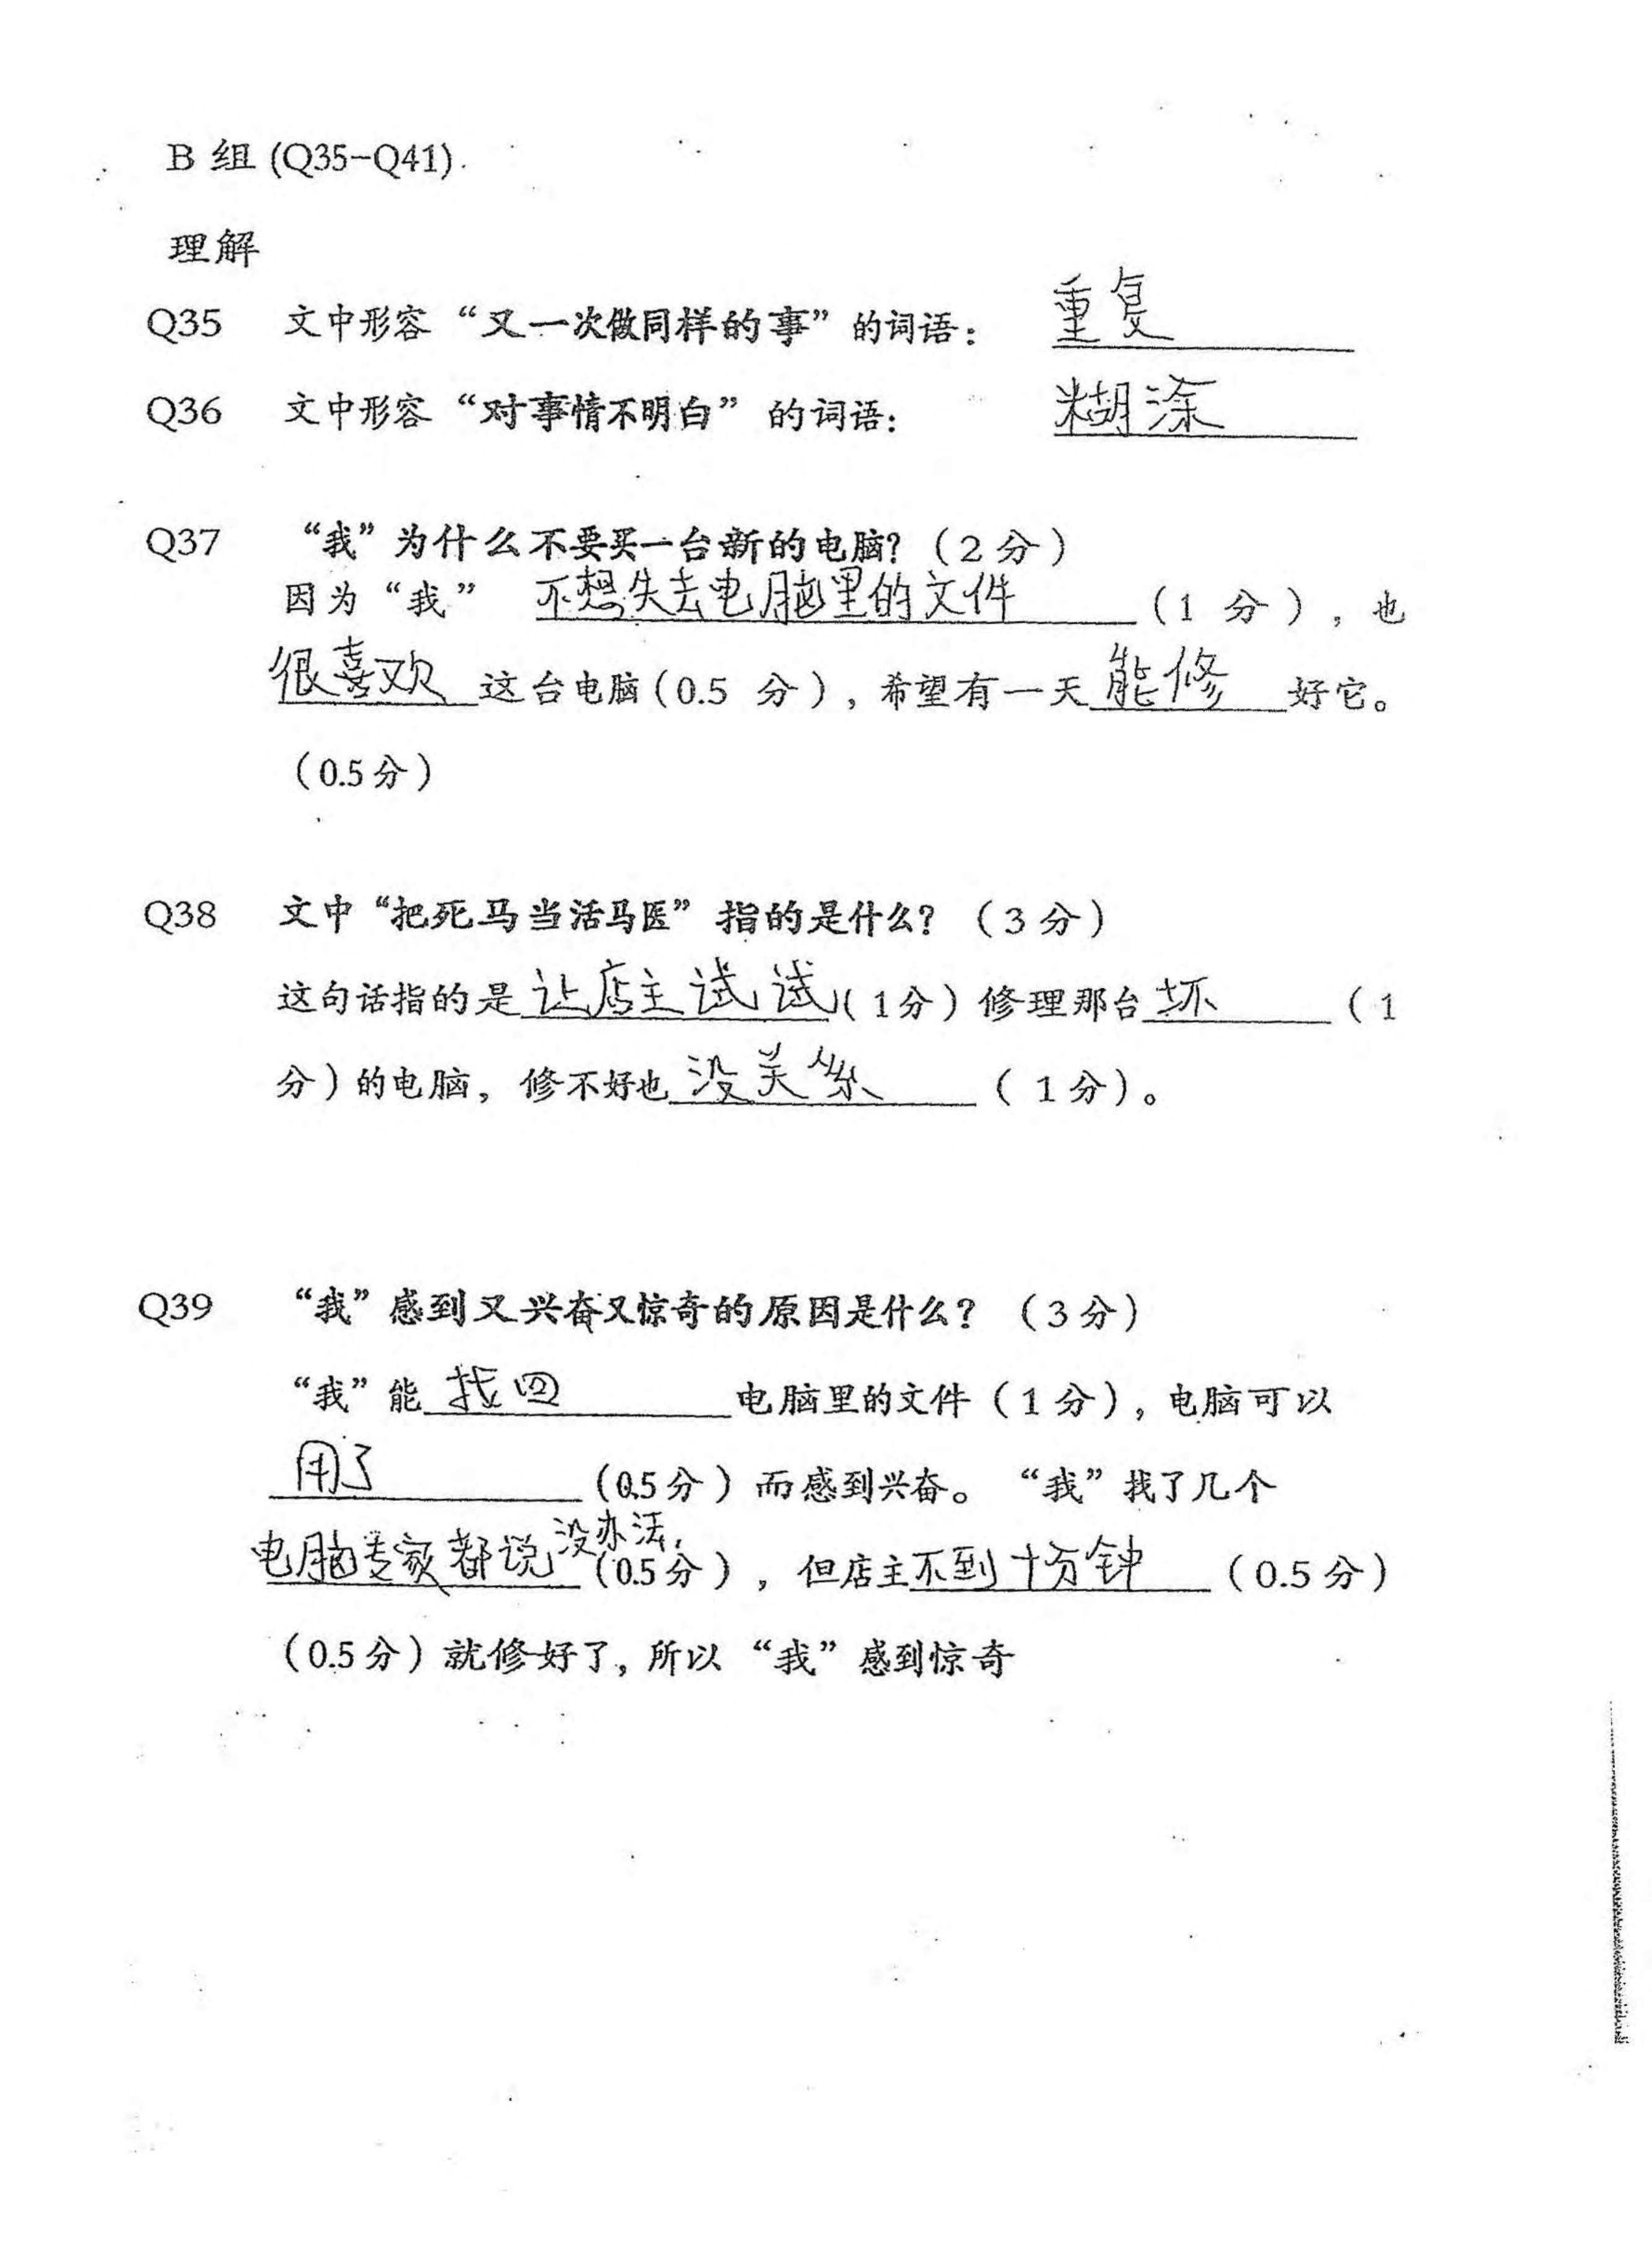 B 组 (Q35-Q41).
理解
Q35 文中形容 “又一次做同样的事” 的词语: 重复
Q36 文中形容 “对事情不明白” 的词语: 糊涂
Q37 “我”为什么不要买一台新的电脑? (2分)
因为 “我” 不想失去电脑里的文件 (1 分), 也
很喜欢 这台电脑 (0.5 分), 希望有一天 能修 好它。
(0.5分)
Q38 文中 “把死马当活马医” 指的是什么? (3分)
这句话指的是 让店主试试 (1分) 修理那台 坏 (1
分) 的电脑, 修不好也 没关系 (1分)。
Q39 “我” 感到又兴奋又惊奇的原因是什么? (3分)
“我” 能 找回 电脑里的文件 (1分), 电脑可以
用了 (0.5分) 而感到兴奋。 “我” 找了几个
电脑专家都说没办法, (0.5分), 但店主 不到十分钟 (0.5分)
(0.5分) 就修好了, 所以 “我” 感到惊奇